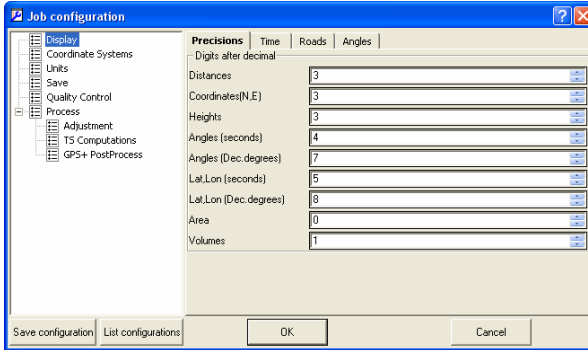 Job configuration
Display
Coordinate Systems
Units
Save
Quality Control
Process
Adjustment
TS Computations
GPS+ PostProcess
Precisions Time Roads Angles
Digits after decimal
Distances 3
Coordinates(N,E) 3
Heights 3
Angles (seconds) 4
Angles (Dec.degrees) 7
Lat,Lon (seconds) 5
Lat,Lon (Dec.degrees) 8
Area 0
Volumes 1
Save configuration List configurations OK Cancel